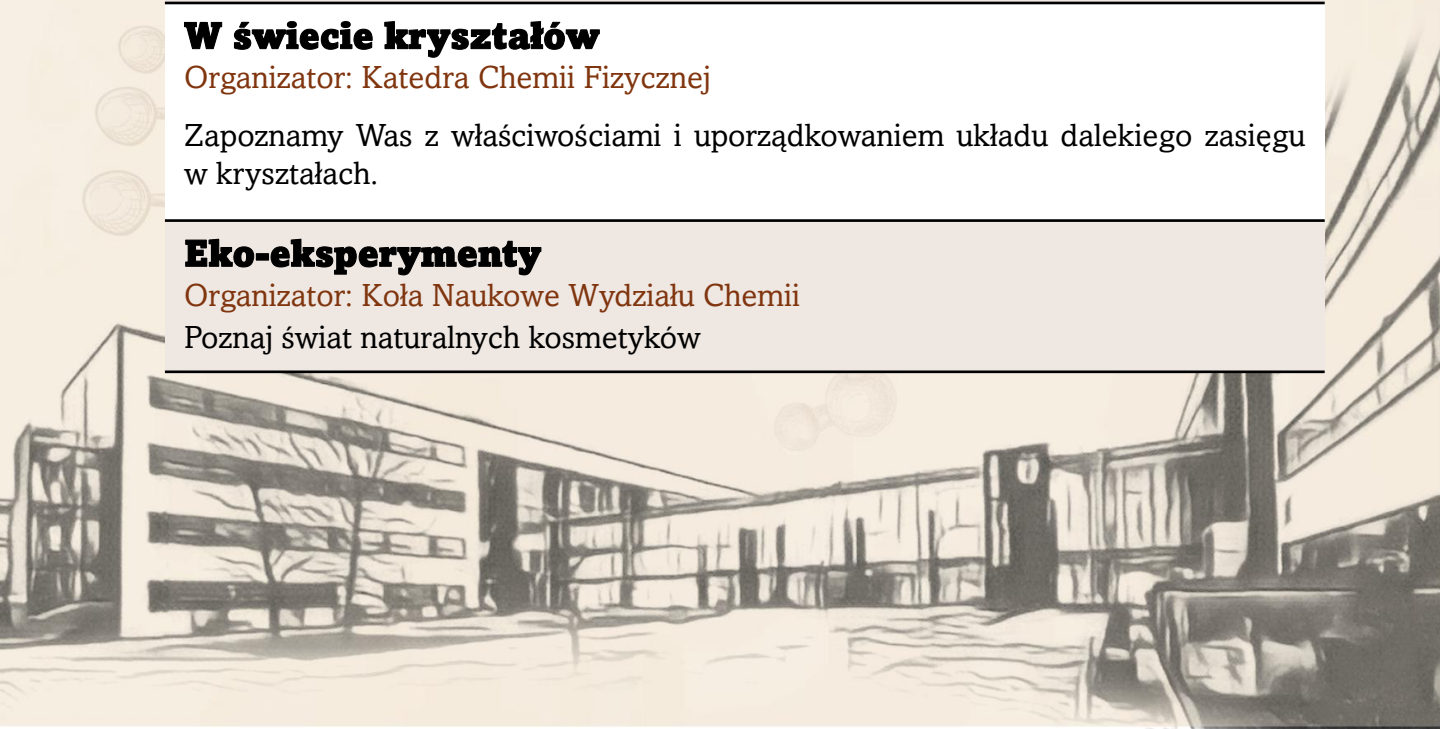 W świecie kryształów
Organizator: Katedra Chemii Fizycznej
Zapoznamy Was z właściwościami i uporządkowaniem układu dalekiego zasięgu
w kryształach.
Eko-eksperymenty
Organizator: Koła Naukowe Wydziału Chemii
Poznaj świat naturalnych kosmetyków